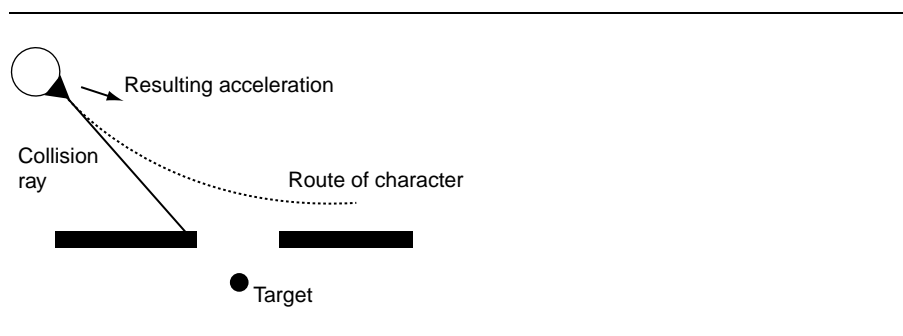 Resulting acceleration
Collision
ray
Route of character
Target